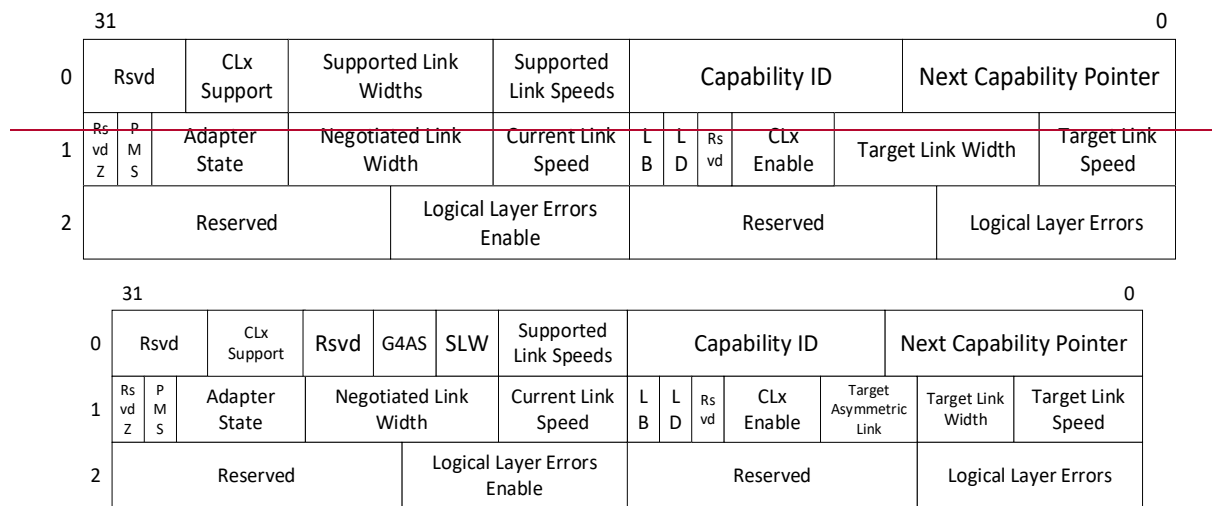 31 0
0 Rsvd CLx Support Supported Link Widths Supported Link Speeds Capability ID Next Capability Pointer
1 Rs vd Z P M S Adapter State Negotiated Link Width Current Link Speed L B L D Rs vd CLx Enable Target Link Width Target Link Speed
2 Reserved Logical Layer Errors Enable Reserved Logical Layer Errors
31 0
0 Rsvd CLx Support Rsvd G4AS SLW Supported Link Speeds Capability ID Next Capability Pointer
1 Rs vd Z P M S Adapter State Negotiated Link Width Current Link Speed L B L D Rs vd CLx Enable Target Asymmetric Link Target Link Width Target Link Speed
2 Reserved Logical Layer Errors Enable Reserved Logical Layer Errors